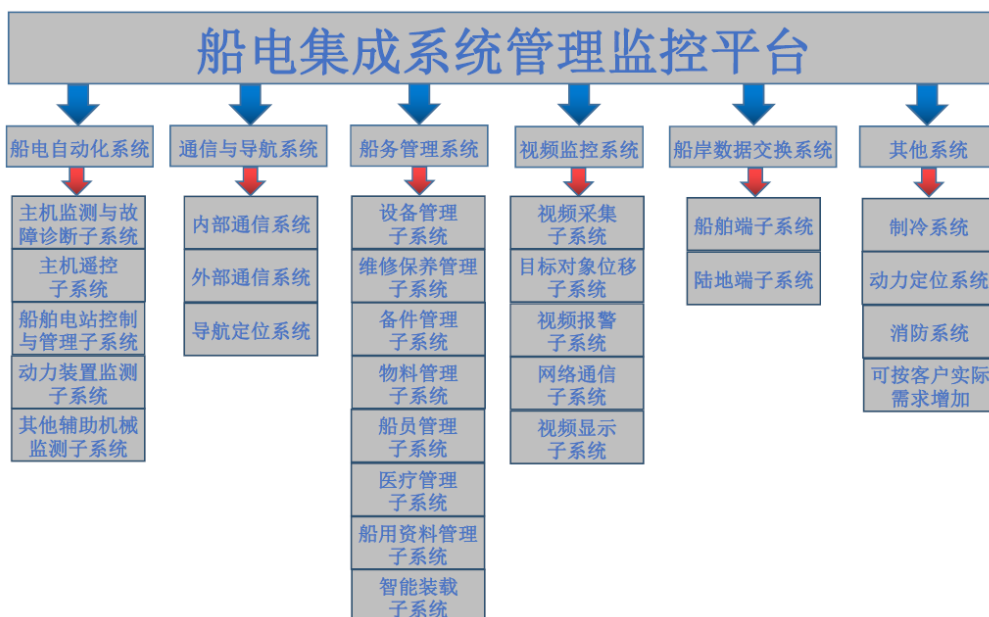 船电集成系统管理监控平台
船电自动化系统
主机监测与故
障诊断子系统
主机遥控
子系统
船舶电站控制
与管理子系统
动力装置监测
子系统
其他辅助机械
监测子系统
通信与导航系统
内部通信系统
外部通信系统
导航定位系统
船务管理系统
设备管理
子系统
维修保养管理
子系统
备件管理
子系统
物料管理
子系统
船员管理
子系统
医疗管理
子系统
船用资料管理
子系统
智能装载
子系统
视频监控系统
视频采集
子系统
目标对象位移
子系统
视频报警
子系统
网络通信
子系统
视频显示
子系统
船岸数据交换系统
船舶端子系统
陆地端子系统
其他系统
制冷系统
动力定位系统
消防系统
可按客户实际
需求增加